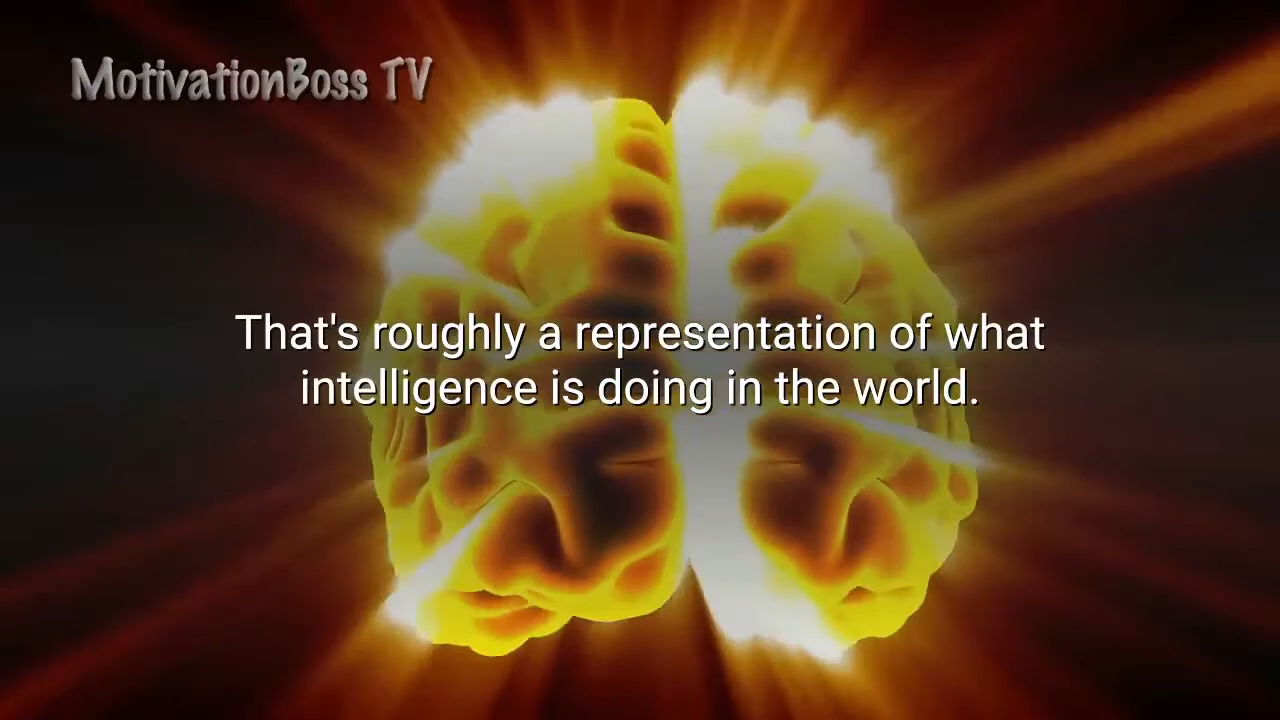 MotivationBoss TV
That's roughly a representation of what
intelligence is doing in the world.